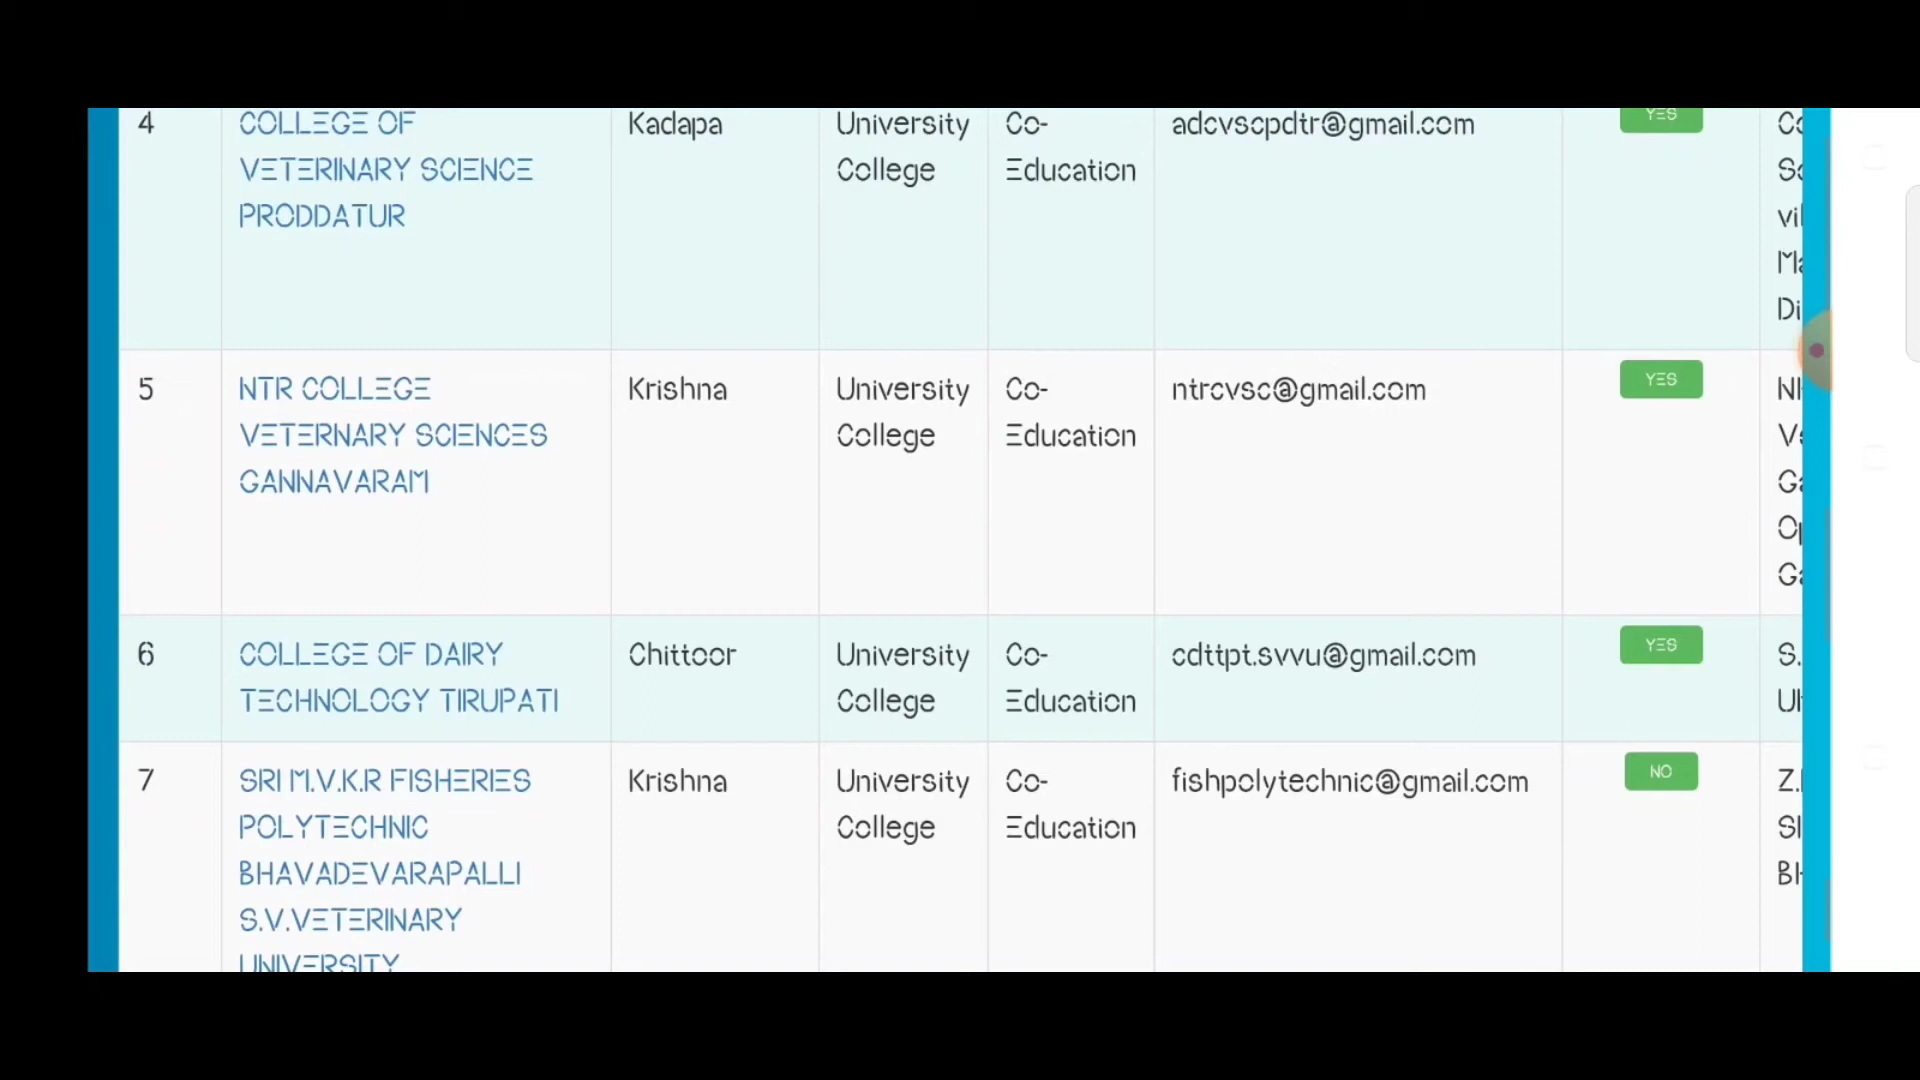 4
COLLEGE OF
VETERINARY SCIENCE
PRODDATUR
Kadapa
University
College
Co-
Education
adcvscpdtr@gmail.com
YES
5
NTR COLLEGE
VETERNARY SCIENCES
GANNAVARAM
Krishna
University
College
Co-
Education
ntrcvsc@gmail.com
YES
6
COLLEGE OF DAIRY
TECHNOLOGY TIRUPATI
Chittoor
University
College
Co-
Education
cdttpt.svvu@gmail.com
YES
S.
7
SRI M.V.K.R FISHERIES
POLYTECHNIC
BHAVADEVARAPALLI
S.V.VETERINARY
UNIVERSITY
Krishna
University
College
Co-
Education
fishpolytechnic@gmail.com
NO